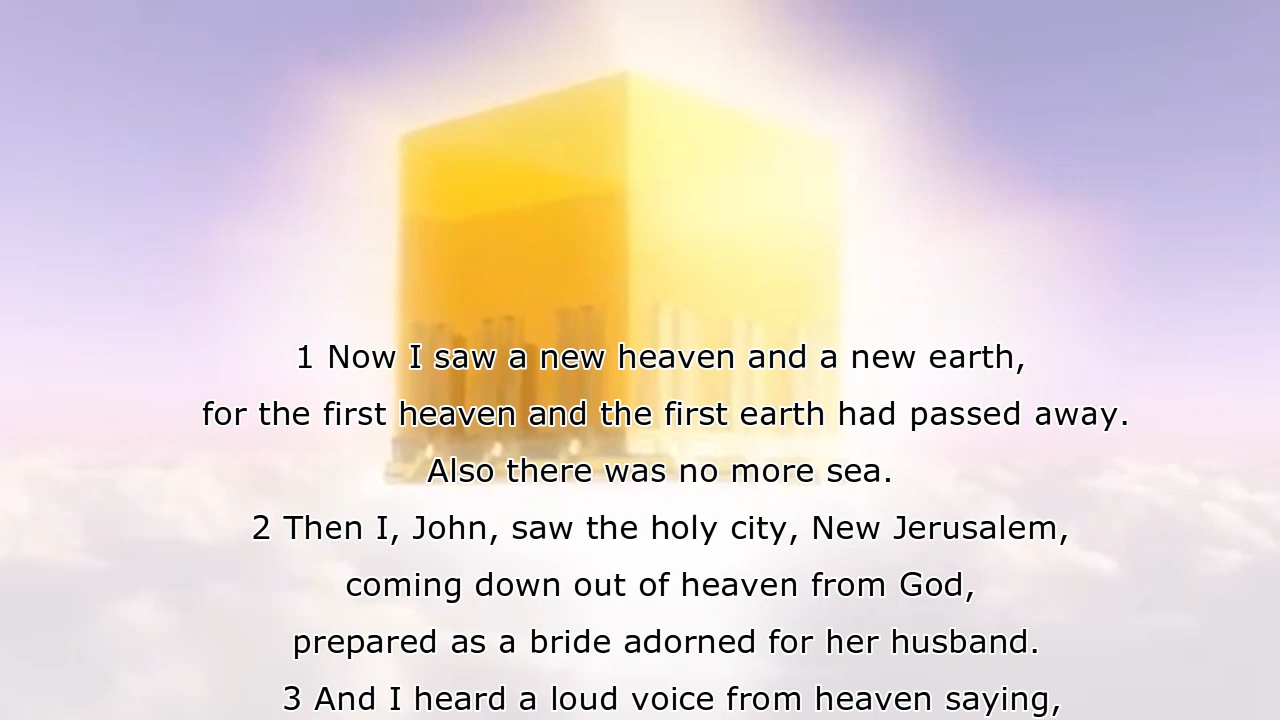 1 Now I saw a new heaven and a new earth,
for the first heaven and the first earth had passed away.
Also there was no more sea.
2 Then I, John, saw the holy city, New Jerusalem,
coming down out of heaven from God,
prepared as a bride adorned for her husband.
3 And I heard a loud voice from heaven saying,